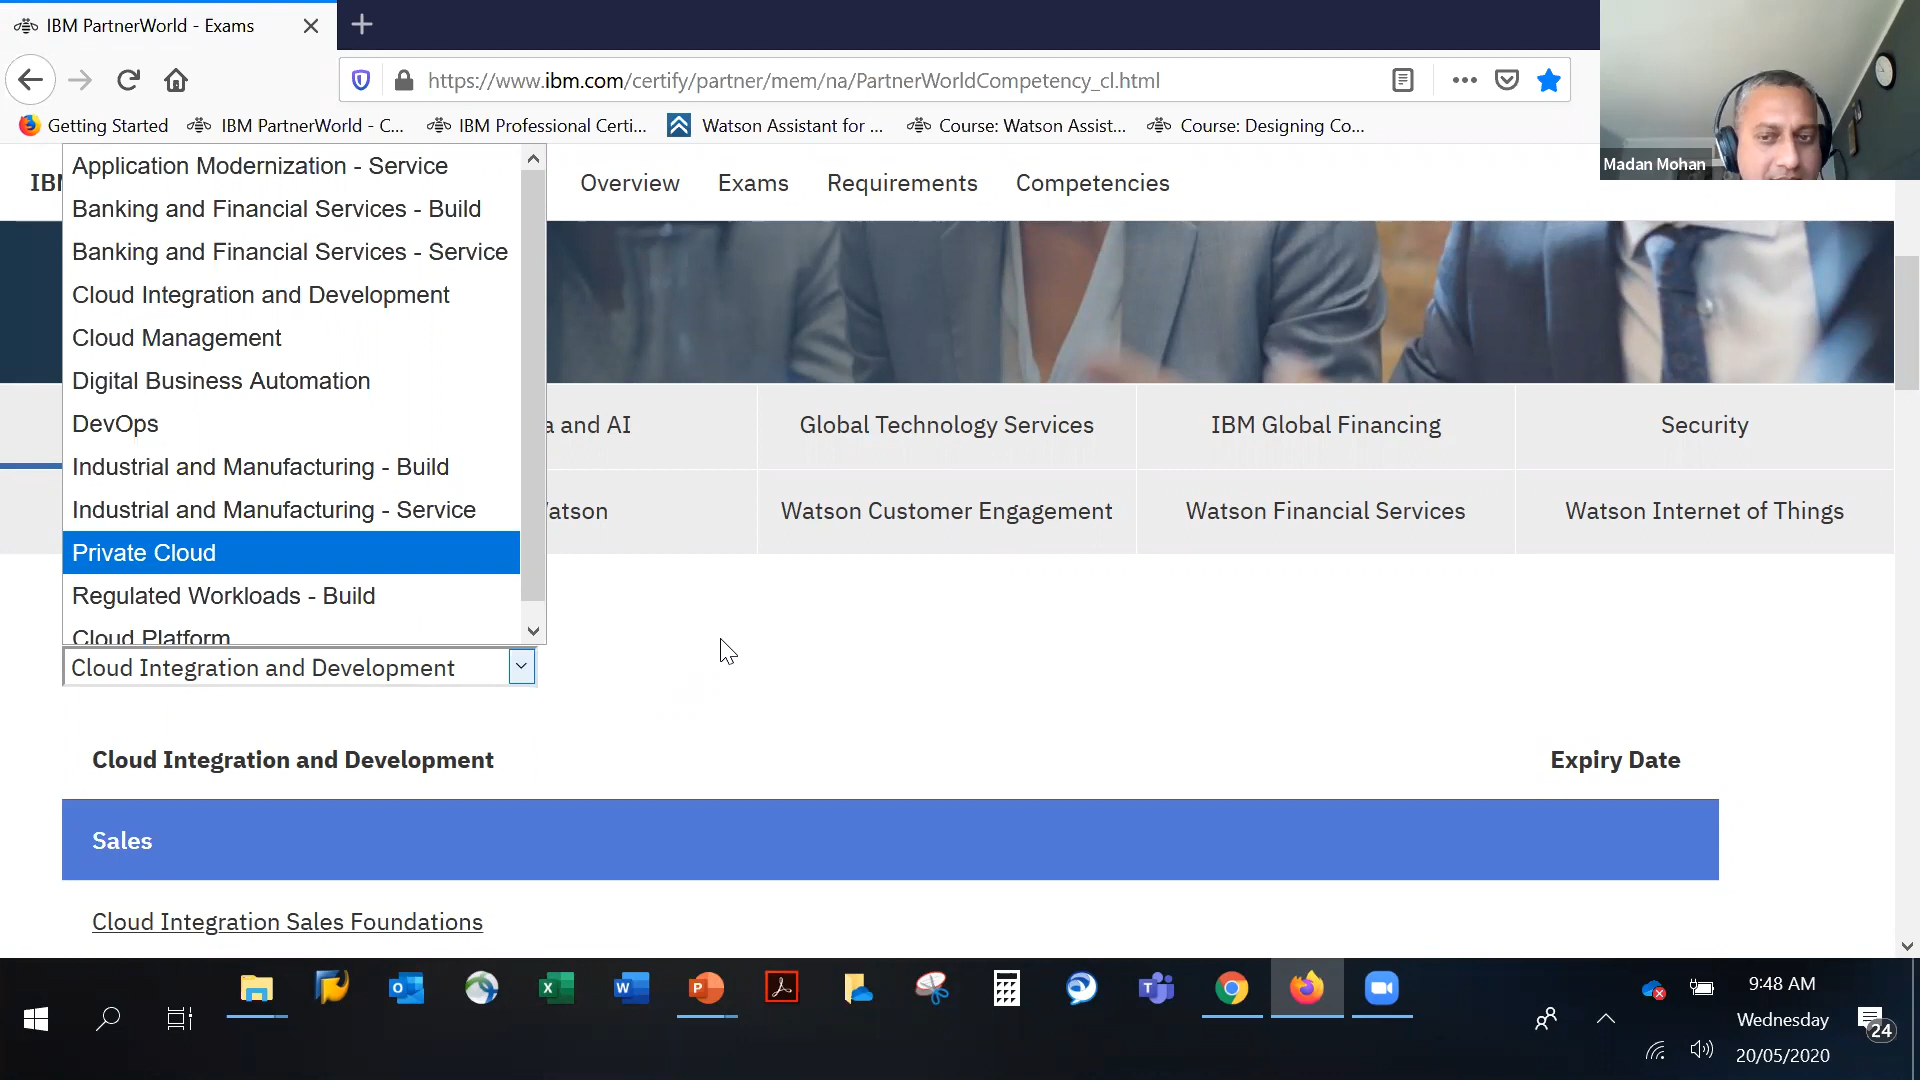 IBM PartnerWorld - Exams
https://www.ibm.com/certify/partner/mem/na/PartnerWorldCompetency_cl.html
Getting Started
IBM PartnerWorld - C...
IBM Professional Certi...
Watson Assistant for ...
Course: Watson Assist...
Course: Designing Co...
Madan Mohan
Overview
Exams
Requirements
Competencies
Application Modernization - Service
Banking and Financial Services - Build
Banking and Financial Services - Service
Cloud Integration and Development
Cloud Management
Digital Business Automation
DevOps
Industrial and Manufacturing - Build
Industrial and Manufacturing - Service
Private Cloud
Regulated Workloads - Build
Cloud Platform
a and AI
Global Technology Services
IBM Global Financing
Security
atson
Watson Customer Engagement
Watson Financial Services
Watson Internet of Things
Cloud Integration and Development
Cloud Integration and Development
Expiry Date
Sales
Cloud Integration Sales Foundations
9:48 AM
Wednesday
20/05/2020
24